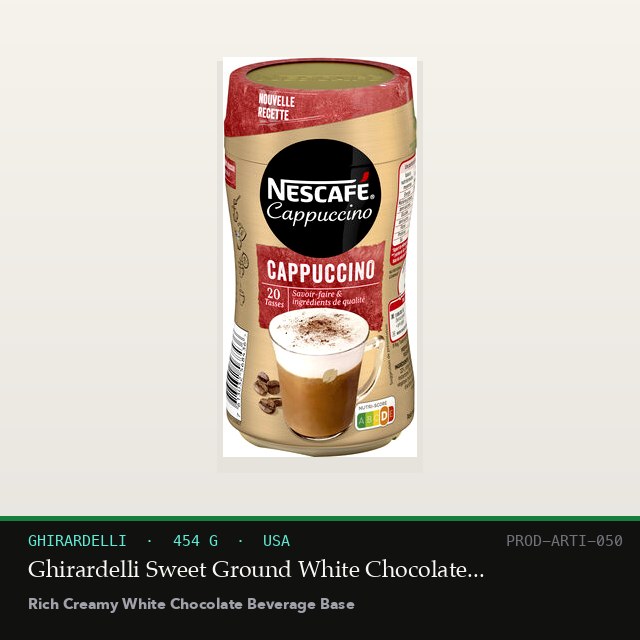 NOUVELLE
RECETTE
NESCAFÉ®
Cappuccino
CAPPUCCINO
20
Tasses
Savoir-faire &
ingrédients de qualité
NUTRI-SCORE
A B C D E
GHIRARDELLI · 454 G · USA
PROD-ARTI-050
Ghirardelli Sweet Ground White Chocolate...
Rich Creamy White Chocolate Beverage Base